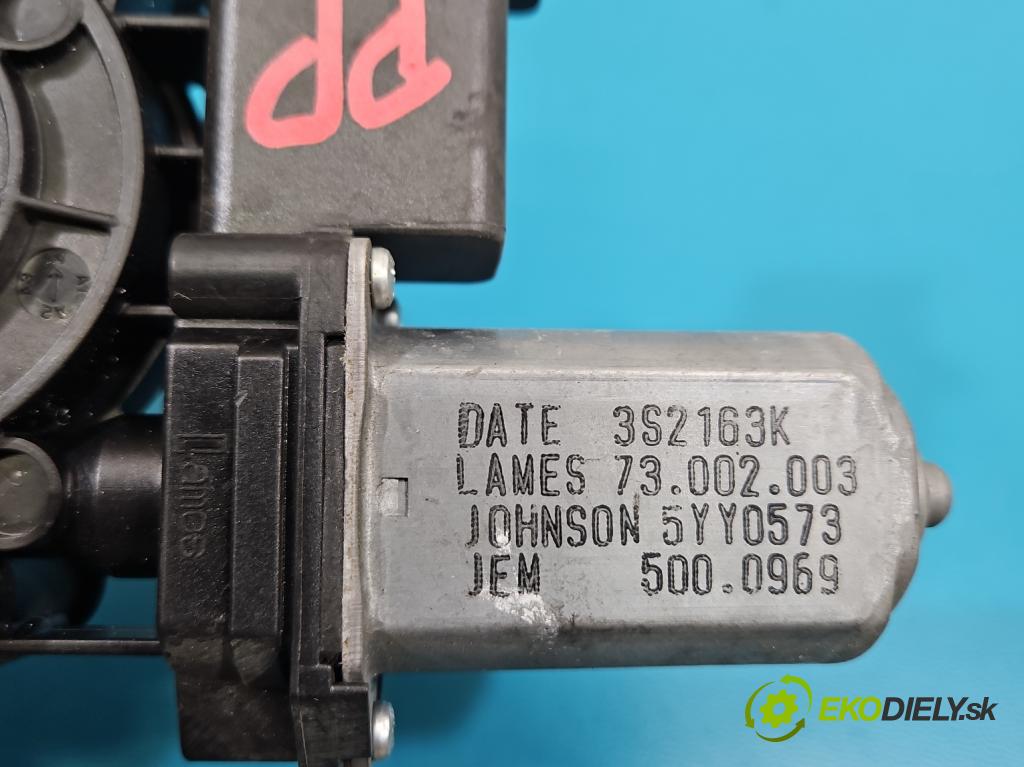 PP
DATE 3S2163K
LAMES 73.002.003
JOHNSON 5YY0573
JEM 500.0969
Lames
EKODIELY.sk